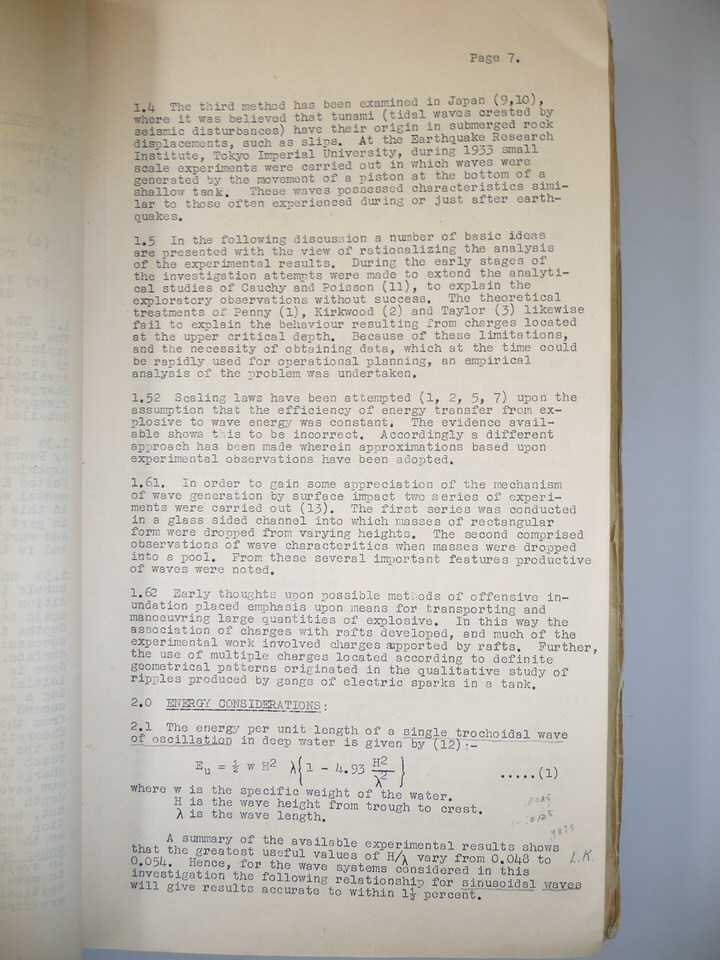 Page 7.
1.4 The third method has been examined in Japan (9,10),
where it was believed that tunami (tidal waves created by
seismic disturbances) have their origin in submerged rock
displacements, such as slips. At the Earthquake Research
Institute, Tokyo Imperial University, during 1933 small
scale experiments were carried out in which waves were
generated by the movement of a piston at the bottom of a
shallow tank. These waves possessed characteristics simi-
lar to those often experienced during or just after earth-
quakes.
1.5 In the following discussion a number of basic ideas
are presented with the view of rationalizing the analysis
of the experimental results. During the early stages of
the investigation attempts were made to extend the analyti-
cal studies of Cauchy and Poisson (11), to explain the
exploratory observations without success. The theoretical
treatments of Penny (1), Kirkwood (2) and Taylor (3) likewise
fail to explain the behaviour resulting from charges located
at the upper critical depth. Because of these limitations,
and the necessity of obtaining data, which at the time could
be rapidly used for operational planning, an empirical
analysis of the problem was undertaken.
1.52 Scaling laws have been attempted (1, 2, 5, 7) upon the
assumption that the efficiency of energy transfer from ex-
plosive to wave energy was constant. The evidence avail-
able shows this to be incorrect. Accordingly a different
approach has been made wherein approximations based upon
experimental observations have been adopted.
1.61. In order to gain some appreciation of the mechanism
of wave generation by surface impact two series of experi-
ments were carried out (13). The first series was conducted
in a glass sided channel into which masses of rectangular
form were dropped from varying heights. The second comprised
observations of wave characteritics when masses were dropped
into a pool. From these several important features productive
of waves were noted.
1.62 Early thoughts upon possible methods of offensive in-
undation placed emphasis upon means for transporting and
manoeuvring large quantities of explosive. In this way the
association of charges with rafts developed, and much of the
experimental work involved charges supported by rafts. Further,
the use of multiple charges located according to definite
geometrical patterns originated in the qualitative study of
ripples produced by gangs of electric sparks in a tank.
2.0 ENERGY CONSIDERATIONS:
2.1 The energy per unit length of a single trochoidal wave
of oscillation in deep water is given by (12):-
Eu = ½ w H2 λ{1 - 4.93 H2/λ2} .....(1)
where w is the specific weight of the water.
H is the wave height from trough to crest.
λ is the wave length.
A summary of the available experimental results shows
that the greatest useful values of H/λ vary from 0.048 to
0.054. Hence, for the wave systems considered in this L.K.
investigation the following relationship for sinusoidal waves
will give results accurate to within 1½ percent.